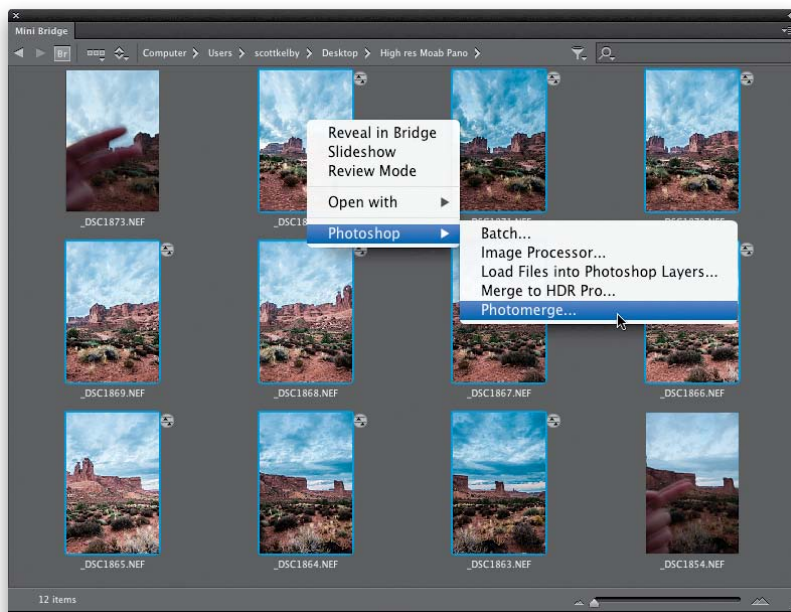 Mini Bridge
Br Computer Users scottkelby Desktop High res Moab Pano
Reveal in Bridge
Slideshow
Review Mode
Open with
Photoshop
Batch...
Image Processor...
Load Files into Photoshop Layers...
Merge to HDR Pro...
Photomerge...
_DSC1873.NEF
_DSC1869.NEF _DSC1868.NEF _DSC1867.NEF _DSC1866.NEF
_DSC1865.NEF _DSC1864.NEF _DSC1863.NEF _DSC1854.NEF
12 items